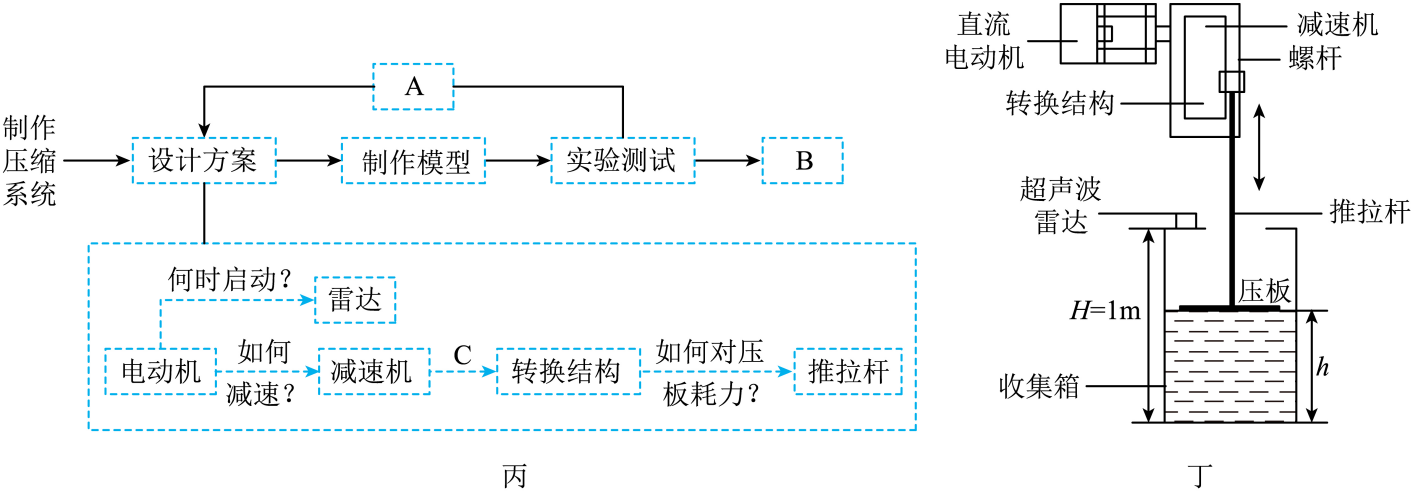 制作
压缩
系统
A
设计方案
制作模型
实验测试
B
何时启动？
雷达
电动机
如何
减速？
减速机
C
转换结构
如何对压
板耗力？
推拉杆
丙
直流
电动机
减速机
螺杆
转换结构
超声波
雷达
推拉杆
压板
H=1m
h
收集箱
丁